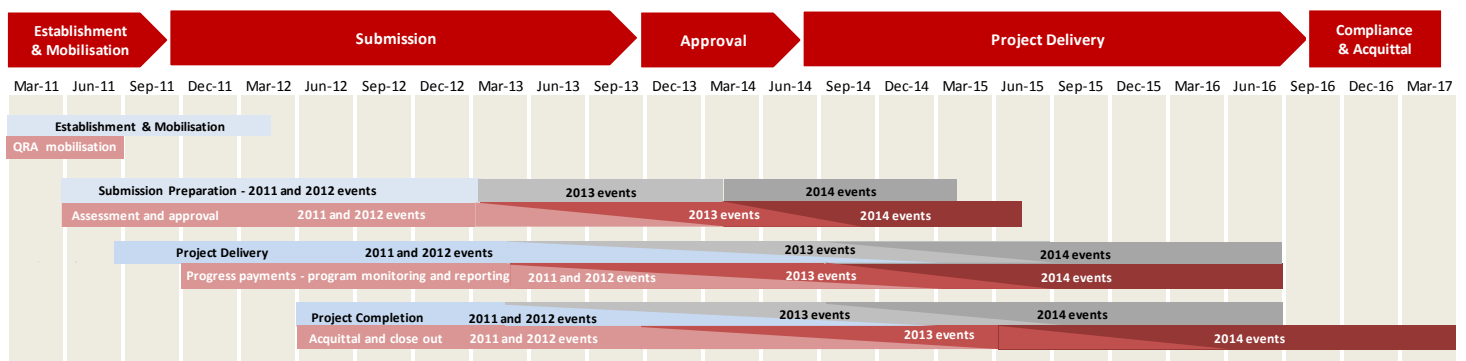 Establishment
& Mobilisation
Submission
Approval
Project Delivery
Compliance
& Acquittal
Mar-11 Jun-11 Sep-11 Dec-11 Mar-12 Jun-12 Sep-12 Dec-12 Mar-13 Jun-13 Sep-13 Dec-13 Mar-14 Jun-14 Sep-14 Dec-14 Mar-15 Jun-15 Sep-15 Dec-15 Mar-16 Jun-16 Sep-16 Dec-16 Mar-17
Establishment & Mobilisation
QRA mobilisation
Submission Preparation - 2011 and 2012 events 2013 events 2014 events
Assessment and approval 2011 and 2012 events 2013 events 2014 events
Project Delivery 2011 and 2012 events 2013 events 2014 events
Progress payments - program monitoring and reporting 2011 and 2012 events 2013 events 2014 events
Project Completion 2011 and 2012 events 2013 events 2014 events
Acquittal and close out 2011 and 2012 events 2013 events 2014 events